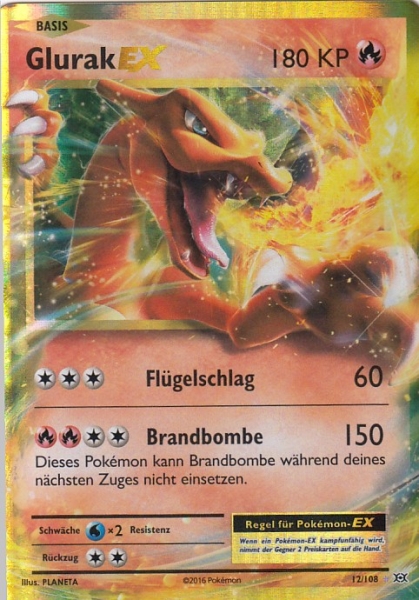 BASIS
Glurak EX 180 KP
Flügelschlag 60
Brandbombe 150
Dieses Pokémon kann Brandbombe während deines
nächsten Zuges nicht einsetzen.
Schwäche ×2 Resistenz
Rückzug
Regel für Pokémon-EX
Wenn ein Pokémon-EX kampfunfähig wird,
nimmt der Gegner 2 Preiskarten auf die Hand.
Illus. PLANETA ©2016 Pokémon 12/108